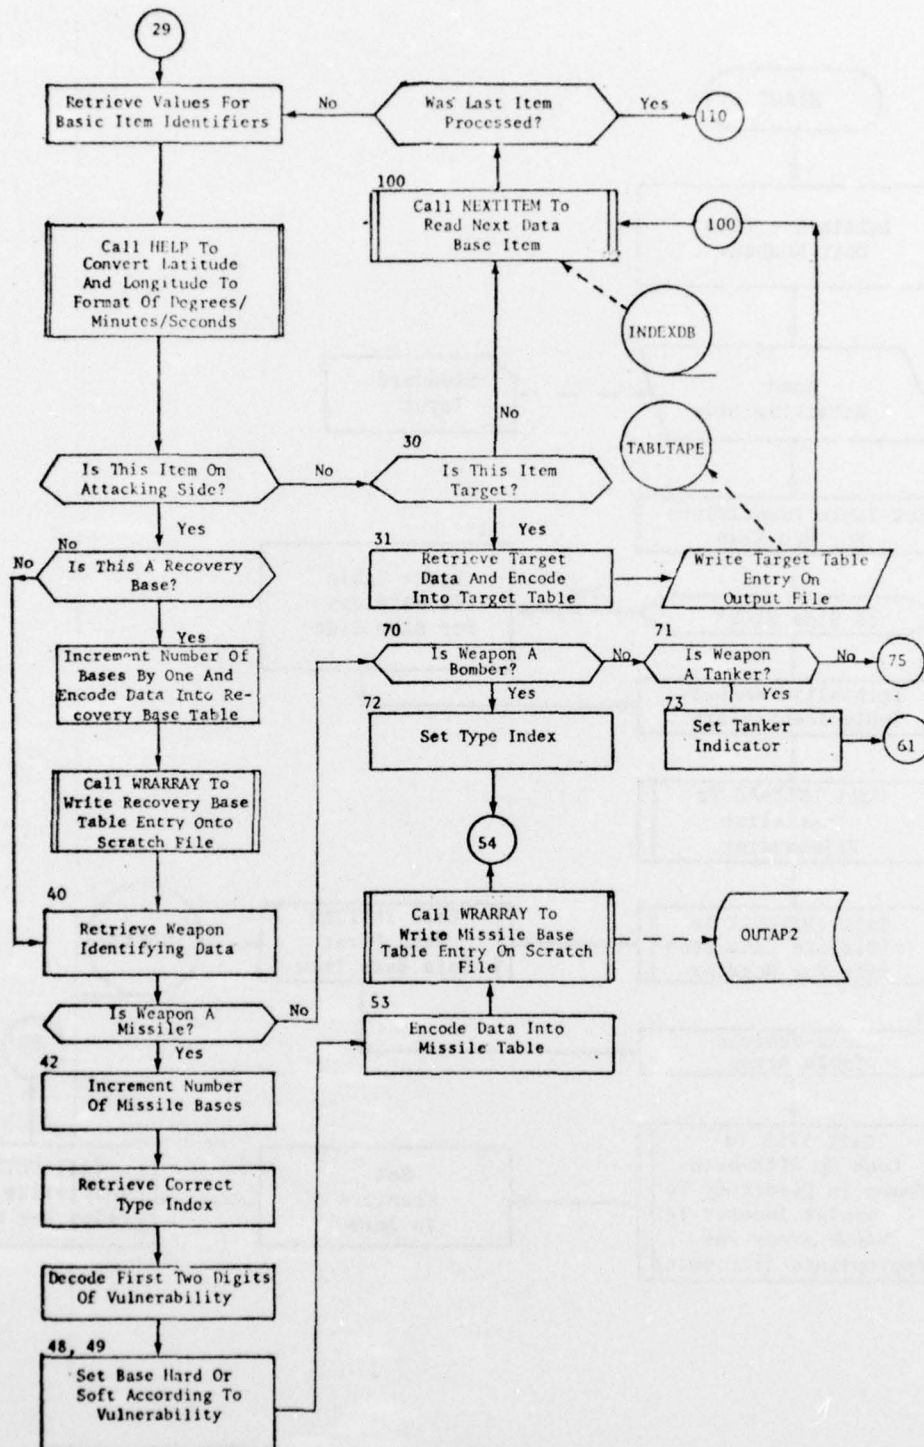 29
Retrieve Values For
Basic Item Identifiers
No
Was Last Item
Processed?
Yes
110
100
Call NEXTITEM To
Read Next Data
Base Item
100
Call HELP To
Convert Latitude
And Longitude To
Format Of Degrees/
Minutes/Seconds
INDEXDB
No
TABLTAPE
30
Is This Item On
Attacking Side?
No
Is This Item
Target?
Yes
Yes
No
No
Is This A Recovery
Base?
31
Retrieve Target
Data And Encode
Into Target Table
Write Target Table
Entry On
Output File
Yes
Increment Number Of
Bases By One And
Encode Data Into Re-
covery Base Table
70
Is Weapon A
Bomber?
No
71
Is Weapon
A Tanker?
No
75
Yes
Yes
72
Set Type Index
73
Set Tanker
Indicator
61
Call WRARRAY To
Write Recovery Base
Table Entry Onto
Scratch File
54
40
Retrieve Weapon
Identifying Data
Call WRARRAY To
Write Missile Base
Table Entry On Scratch
File
OUTAP2
Is Weapon A
Missile?
No
53
Encode Data Into
Missile Table
Yes
42
Increment Number
Of Missile Bases
Retrieve Correct
Type Index
Decode First Two Digits
Of Vulnerability
48, 49
Set Base Hard Or
Soft According To
Vulnerability